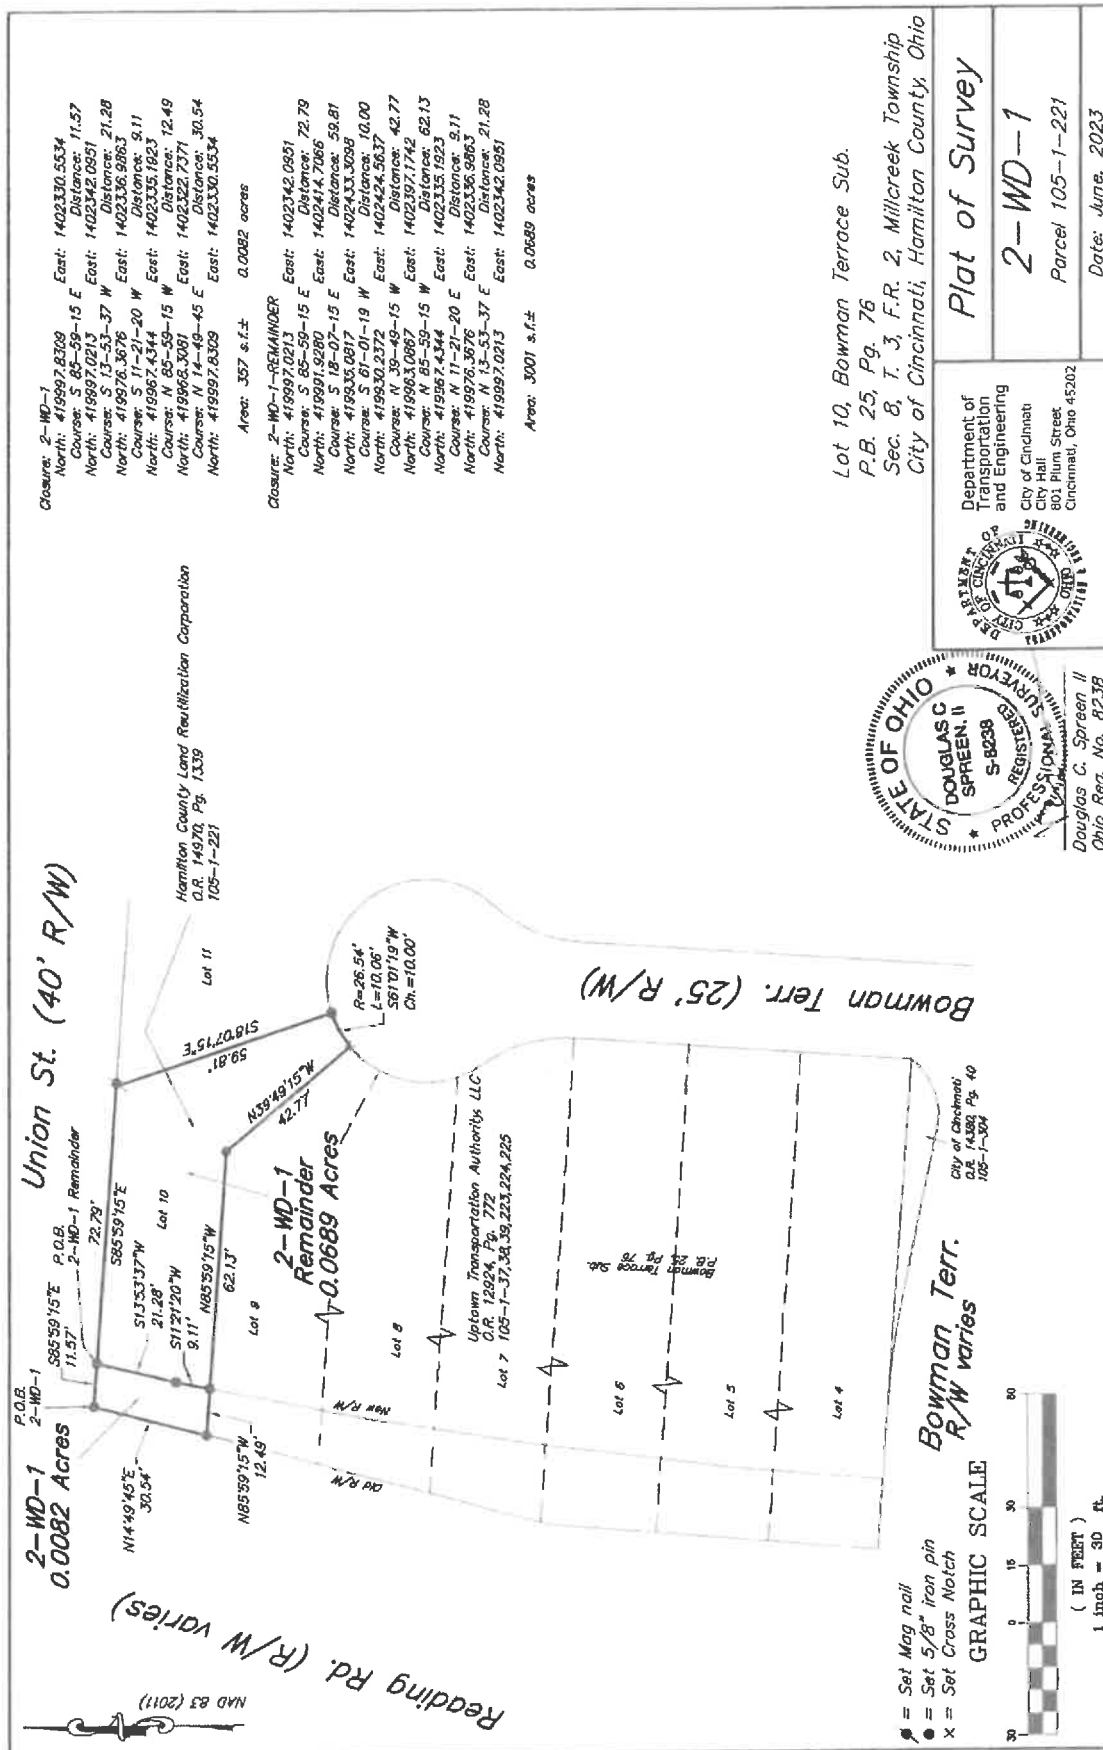 Closure: 2-WD-1
North: 419997.8309 East: 1402330.5534
Course: S 85-59-15 E Distance: 11.57
North: 419997.0213 East: 1402342.0951
Course: S 13-53-37 W Distance: 21.28
North: 419976.3676 East: 1402336.9863
Course: S 11-21-20 W Distance: 9.11
North: 419967.4344 East: 1402335.1923
Course: N 85-59-15 W Distance: 12.49
North: 419968.3081 East: 1402322.7371
Course: N 14-49-45 E Distance: 30.54
North: 419997.8309 East: 1402330.5534
Area: 357 s.f.± 0.0082 acres
Closure: 2-WD-1-REMAINDER
North: 419997.0213 East: 1402342.0951
Course: S 85-59-15 E Distance: 72.79
North: 419991.9280 East: 1402414.7066
Course: S 18-07-15 E Distance: 59.81
North: 419935.0817 East: 1402433.3098
Course: S 61-01-19 W Distance: 10.00
North: 419930.2372 East: 1402424.5637
Course: N 39-49-15 W Distance: 42.77
North: 419963.0867 East: 1402397.1742
Course: N 85-59-15 W Distance: 62.13
North: 419967.4344 East: 1402335.1923
Course: N 11-21-20 E Distance: 9.11
North: 419976.3676 East: 1402336.9863
Course: N 13-53-37 E Distance: 21.28
North: 419997.0213 East: 1402342.0951
Area: 3001 s.f.± 0.0689 acres
NAD 83 (2011)
Reading Rd. (R/W varies)
2-WD-1
0.0082 Acres
P.O.B.
2-WD-1
S85°59'15"E
11.57'
P.O.B.
2-WD-1 Remainder
Union St. (40' R/W)
72.79'
S85°59'15"E
N14°49'45"E
30.54'
S13°53'37"W
21.28'
S11°21'20"W
9.11'
Lot 10
N85°59'15"W
62.13'
N85°59'15"W
12.49'
Lot 9
2-WD-1
Remainder
0.0689 Acres
N39°49'15"W
42.77'
S18°07'15"E
59.81'
Lot 11
Hamilton County Land Reutilization Corporation
O.R. 14970, Pg. 1339
105-1-221
R=26.54'
L=10.06'
S61°01'19"W
Ch.=10.00'
Old R/W
New R/W
Lot 8
Uptown Transportation Authority, LLC
O.R. 12924, Pg. 772
Lot 7 105-1-37,38,39,223,224,225
Lot 6
Bowman Terrace Sub.
P.B. 25, Pg. 76
Lot 5
Lot 4
Bowman Terr. (25' R/W)
City of Cincinnati
O.R. 14380, Pg. 40
105-1-304
Bowman Terr.
R/W varies
= Set Mag nail
= Set 5/8" iron pin
x = Set Cross Notch
GRAPHIC SCALE
30 0 15 30 60
( IN FEET )
1 inch = 30 ft.
Lot 10, Bowman Terrace Sub.
P.B. 25, Pg. 76
Sec. 8, T. 3, F.R. 2, Millcreek Township
City of Cincinnati, Hamilton County, Ohio
STATE OF OHIO
DOUGLAS C
SPREEN, II
S-8238
REGISTERED
PROFESSIONAL SURVEYOR
Douglas C. Spreen II
Ohio Reg. No. 8238
DEPARTMENT OF TRANSPORTATION & ENGINEERING
CITY OF CINCINNATI
OHIO
Department of
Transportation
and Engineering
City of Cincinnati
City Hall
801 Plum Street
Cincinnati, Ohio 45202
Plat of Survey
2-WD-1
Parcel 105-1-221
Date: June, 2023